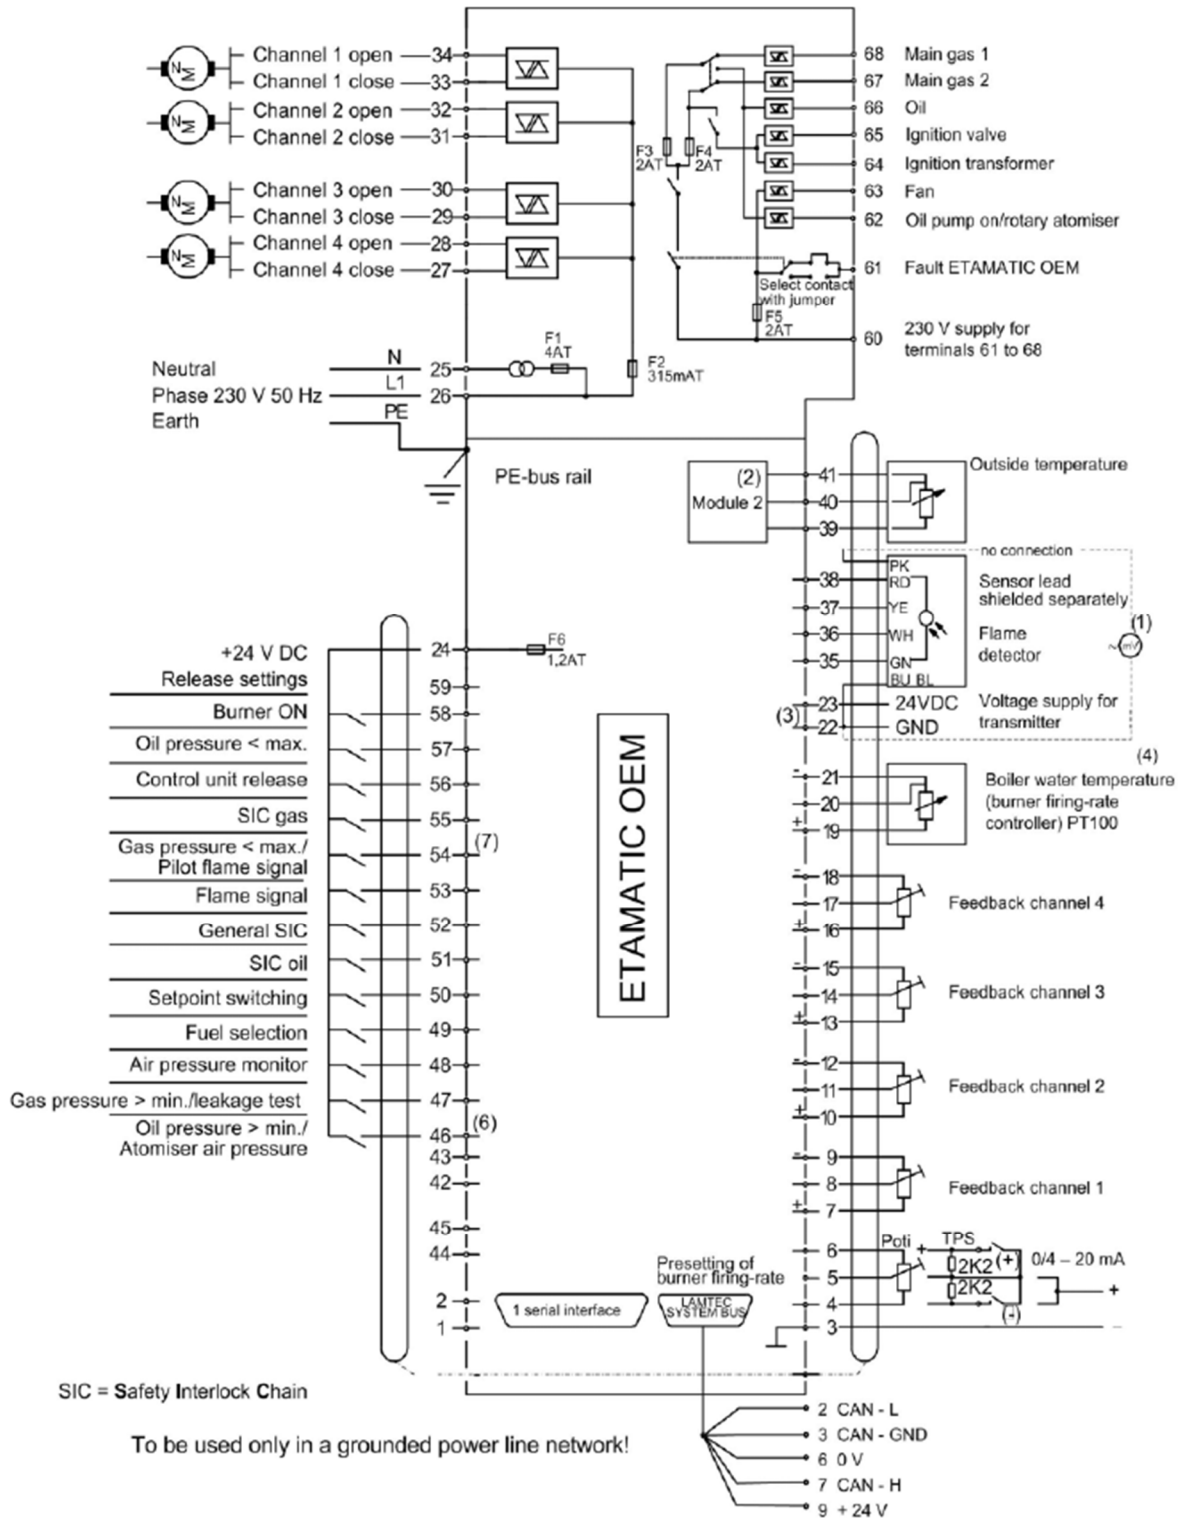 Channel 1 open 34
Channel 1 close 33
Channel 2 open 32
Channel 2 close 31
Channel 3 open 30
Channel 3 close 29
Channel 4 open 28
Channel 4 close 27
N M
N M
N M
N M
Neutral N 25
Phase 230 V 50 Hz L1 26
Earth PE
F1
4AT
F2
315mAT
F3
2AT
F4
2AT
F5
2AT
Select contact
with jumper
68 Main gas 1
67 Main gas 2
66 Oil
65 Ignition valve
64 Ignition transformer
63 Fan
62 Oil pump on/rotary atomiser
61 Fault ETAMATIC OEM
60 230 V supply for
terminals 61 to 68
PE-bus rail
(2)
Module 2
41
40
39
Outside temperature
no connection
PK
38 RD
37 YE
36 WH
35 GN
BU BL
Sensor lead
shielded separately
Flame
detector
(1)
~ mV
(3)
23 24VDC
22 GND
Voltage supply for
transmitter
(4)
- 21
20
+ 19
Boiler water temperature
(burner firing-rate
controller) PT100
- 18
17
+ 16
Feedback channel 4
- 15
14
+ 13
Feedback channel 3
- 12
11
+ 10
Feedback channel 2
- 9
8
+ 7
Feedback channel 1
6
5
4
3
Poti + TPS
2K2 (+)
2K2
(-)
0/4 – 20 mA
+
-
+24 V DC 24
F6
1,2AT
Release settings 59
Burner ON 58
Oil pressure < max. 57
Control unit release 56
SIC gas 55
Gas pressure < max./
Pilot flame signal 54 (7)
Flame signal 53
General SIC 52
SIC oil 51
Setpoint switching 50
Fuel selection 49
Air pressure monitor 48
Gas pressure > min./leakage test 47
Oil pressure > min./
Atomiser air pressure 46 (6)
43
42
45
44
2
1
ETAMATIC OEM
1 serial interface
Presetting of
burner firing-rate
LAMTEC
SYSTEM BUS
SIC = Safety Interlock Chain
To be used only in a grounded power line network!
2 CAN - L
3 CAN - GND
6 0 V
7 CAN - H
9 + 24 V